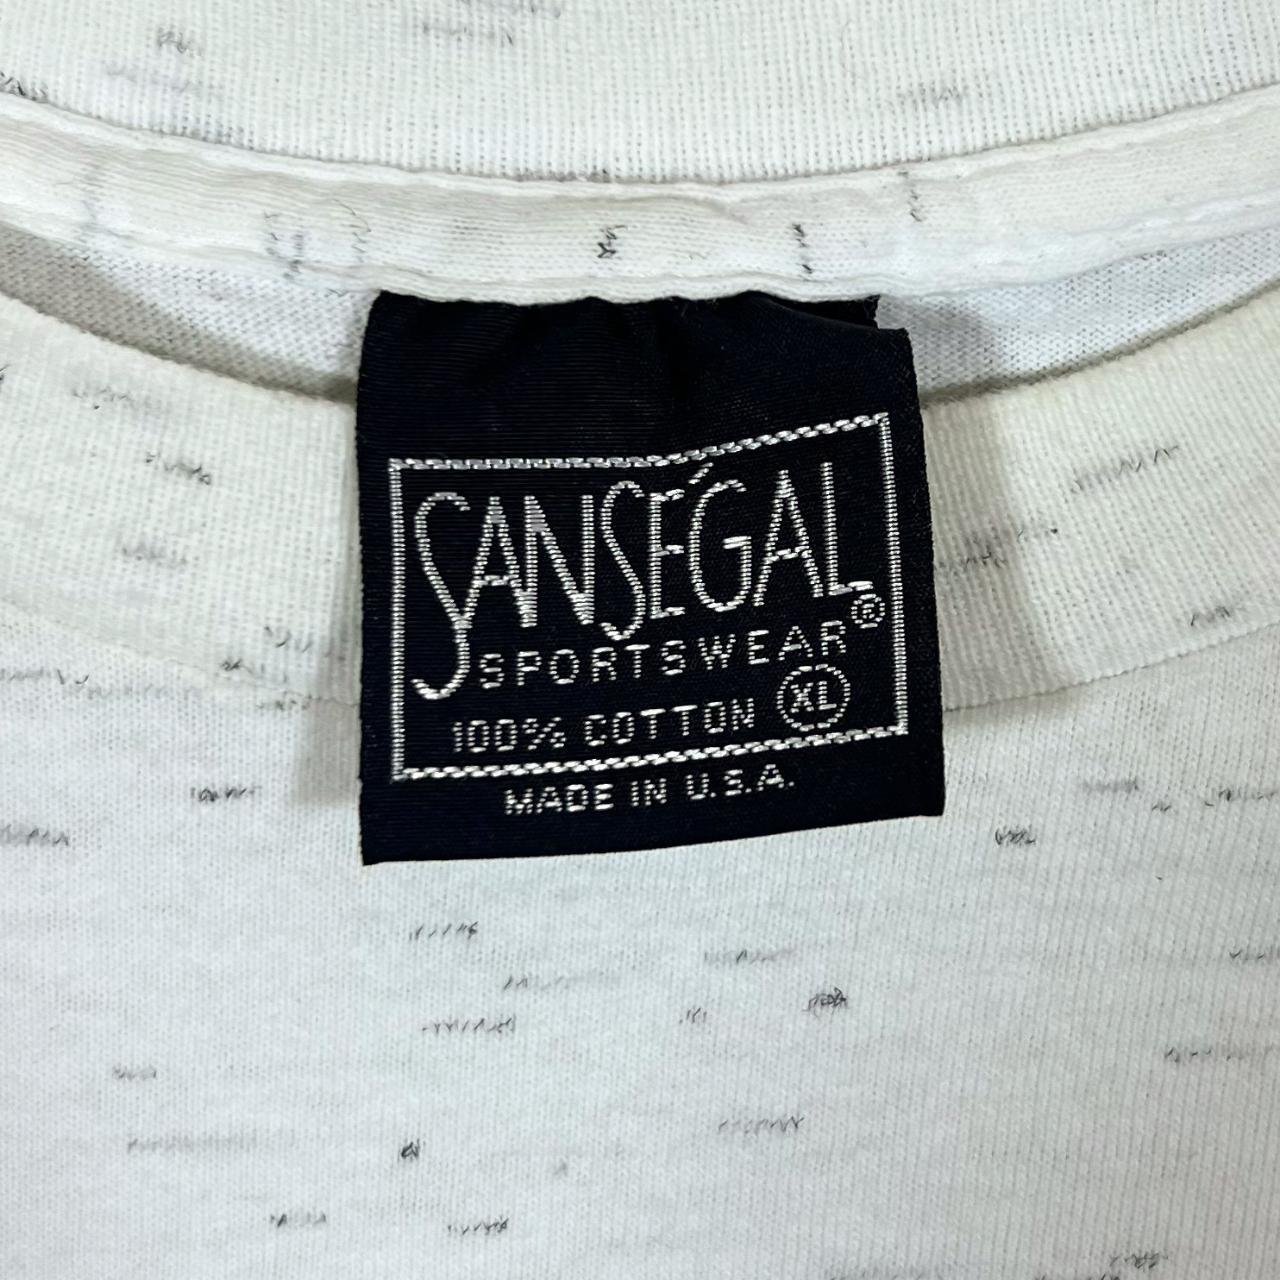 SANSÉGAL®
SPORTSWEAR
100% COTTON XL
MADE IN U.S.A.